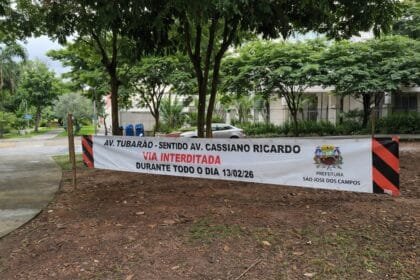 AV. TUBARÃO - SENTIDO AV. CASSIANO RICARDO
VIA INTERDITADA
DURANTE TODO O DIA 13/02/26
PREFEITURA
SÃO JOSÉ DOS CAMPOS